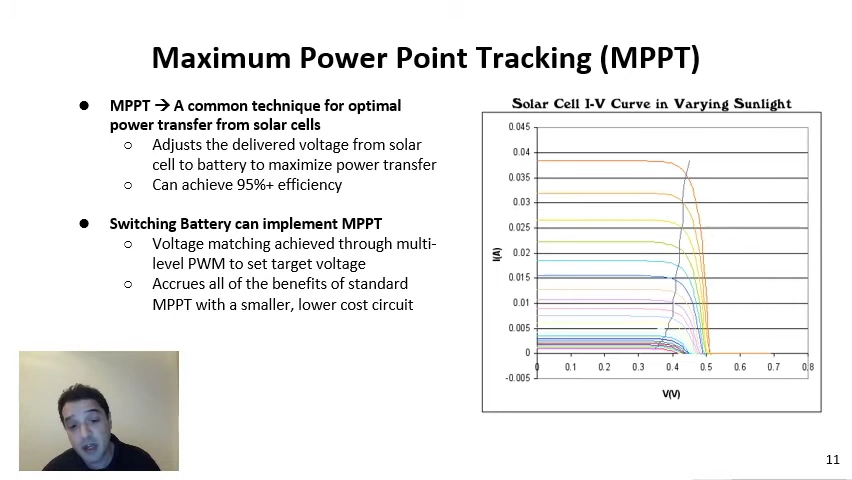 Maximum Power Point Tracking (MPPT)
● MPPT → A common technique for optimal
power transfer from solar cells
○ Adjusts the delivered voltage from solar
cell to battery to maximize power transfer
○ Can achieve 95%+ efficiency
● Switching Battery can implement MPPT
○ Voltage matching achieved through multi-
level PWM to set target voltage
○ Accrues all of the benefits of standard
MPPT with a smaller, lower cost circuit
Solar Cell I-V Curve in Varying Sunlight
0.045
0.04
0.035
0.03
0.025
0.02
0.015
0.01
0.005
0
-0.005
I(A)
0 0.1 0.2 0.3 0.4 0.5 0.6 0.7 0.8
V(V)
11